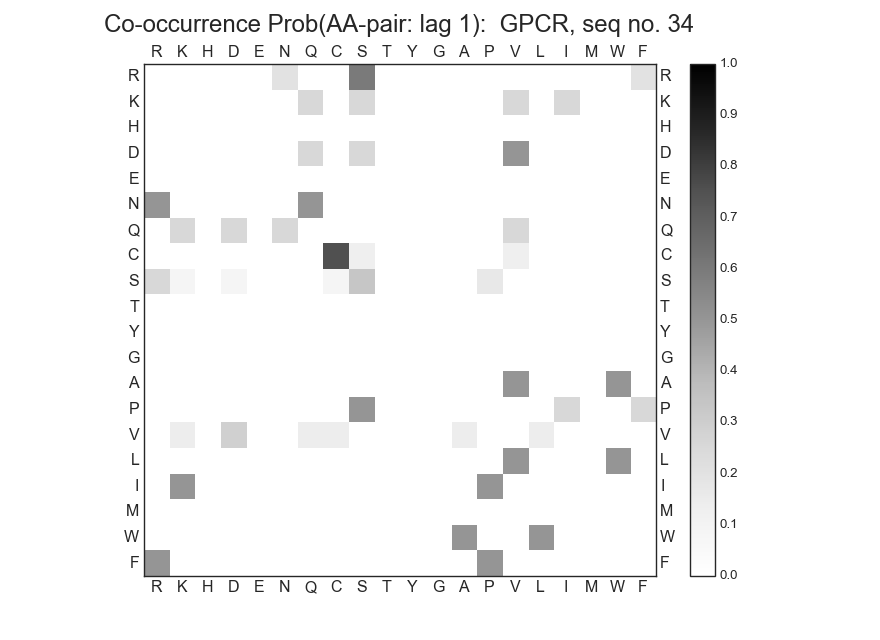 Co-occurrence Prob(AA-pair: lag 1):  GPCR, seq no. 34
R K H D E N Q C S T Y G A P V L I M W F
R R 1.0
K K 0.9
H H
D D 0.8
E E
N N 0.7
Q Q
C C 0.6
S S
T T 0.5
Y Y
G G 0.4
A A
P P 0.3
V V
L L 0.2
I I
M M 0.1
W W
F F 0.0
R K H D E N Q C S T Y G A P V L I M W F